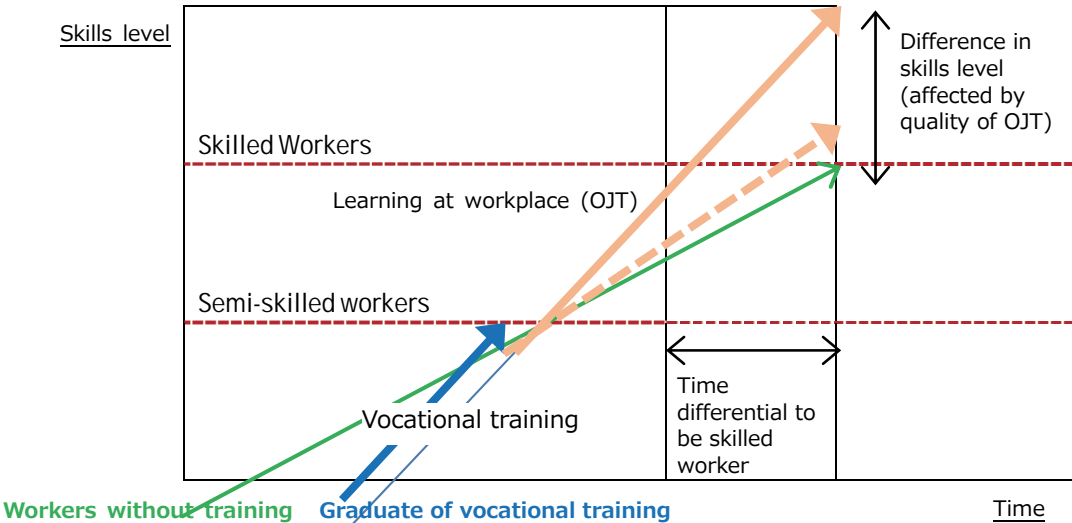 Skills level
Difference in
skills level
(affected by
quality of OJT)
Skilled Workers
Learning at workplace (OJT)
Semi-skilled workers
Time
differential to
be skilled
worker
Vocational training
Workers without training
Graduate of vocational training
Time